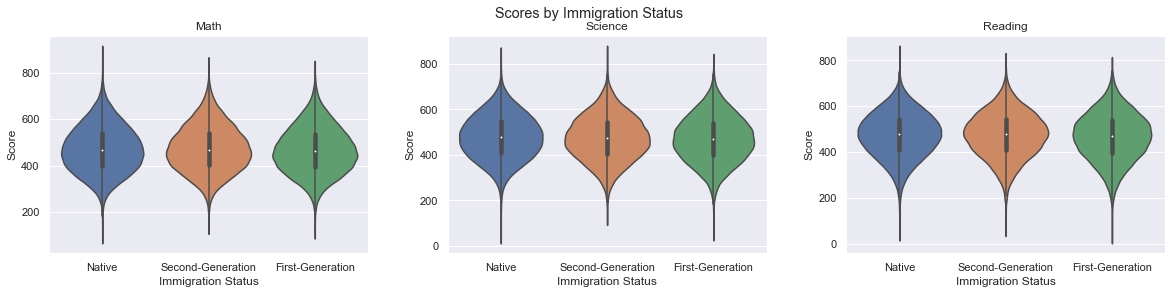 Scores by Immigration Status
Math
Score
800
600
400
200
Native Second-Generation First-Generation
Immigration Status
Science
Score
800
600
400
200
0
Native Second-Generation First-Generation
Immigration Status
Reading
Score
800
600
400
200
0
Native Second-Generation First-Generation
Immigration Status